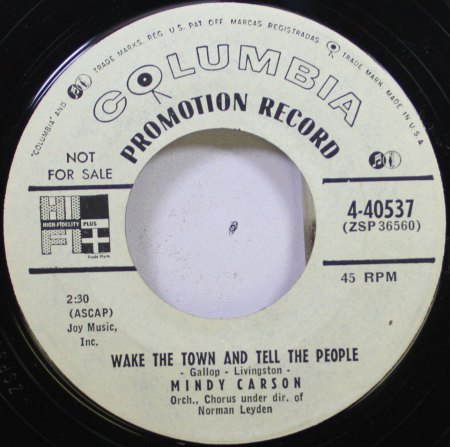 "COLUMBIA" AND TRADE MARKS, REG. U.S. PAT. OFF. MARCAS REGISTRADAS TRADE MARK, MADE IN U.S.A.
COLUMBIA
PROMOTION RECORD
NOT
FOR SALE
HI
HIGH-FIDELITY PLUS
FI
Trade Mark
4-40537
(ZSP 36560)
45 RPM
2:30
(ASCAP)
Joy Music,
Inc.
WAKE THE TOWN AND TELL THE PEOPLE
- Gallop - Livingston -
MINDY CARSON
Orch., Chorus under dir. of
Norman Leyden